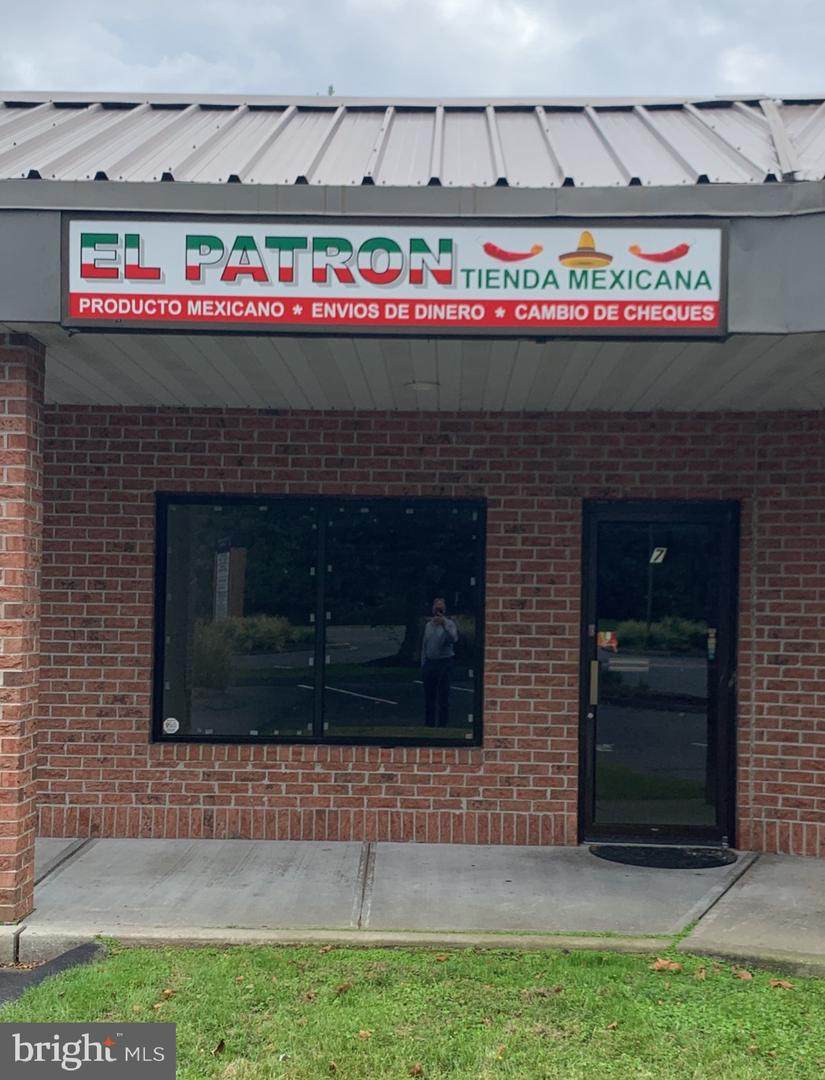 EL PATRON
TIENDA MEXICANA
PRODUCTO MEXICANO * ENVIOS DE DINERO * CAMBIO DE CHEQUES
7
bright MLS